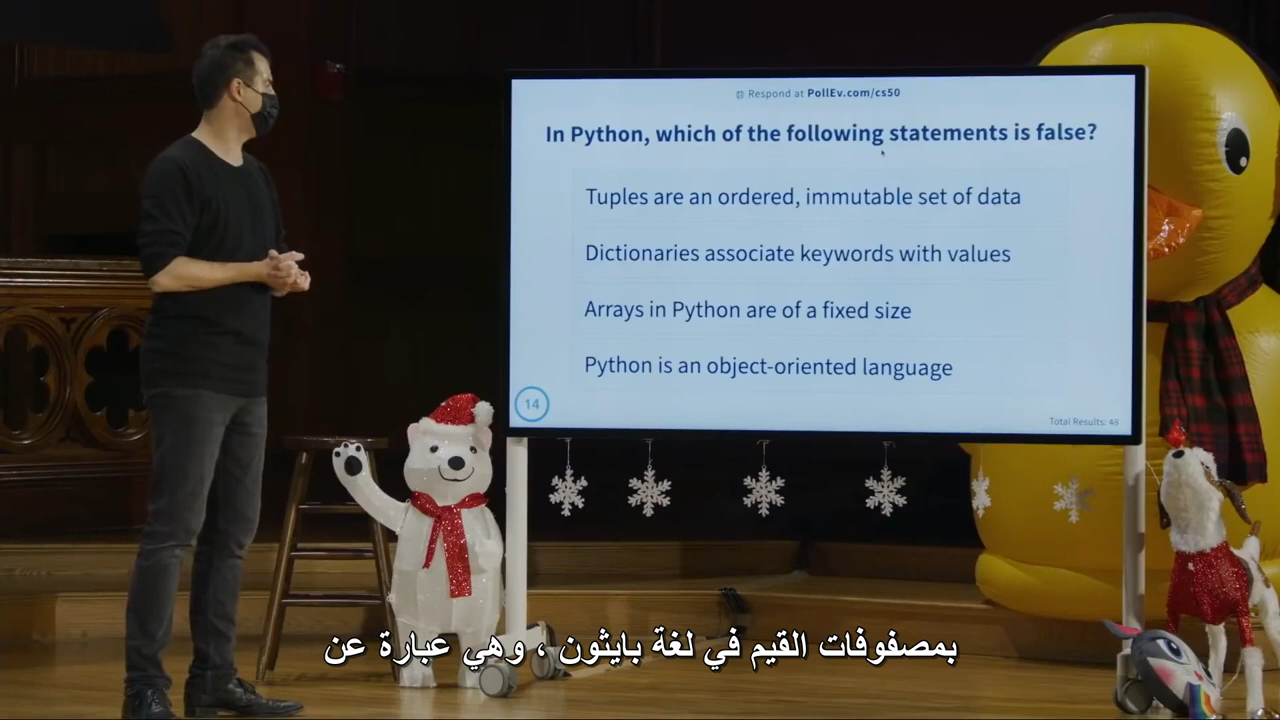 Respond at PollEv.com/cs50
In Python, which of the following statements is false?
Tuples are an ordered, immutable set of data
Dictionaries associate keywords with values
Arrays in Python are of a fixed size
Python is an object-oriented language
14
Total Results: 43
بمصفوفات القيم في لغة بايثون ، وهي عبارة عن